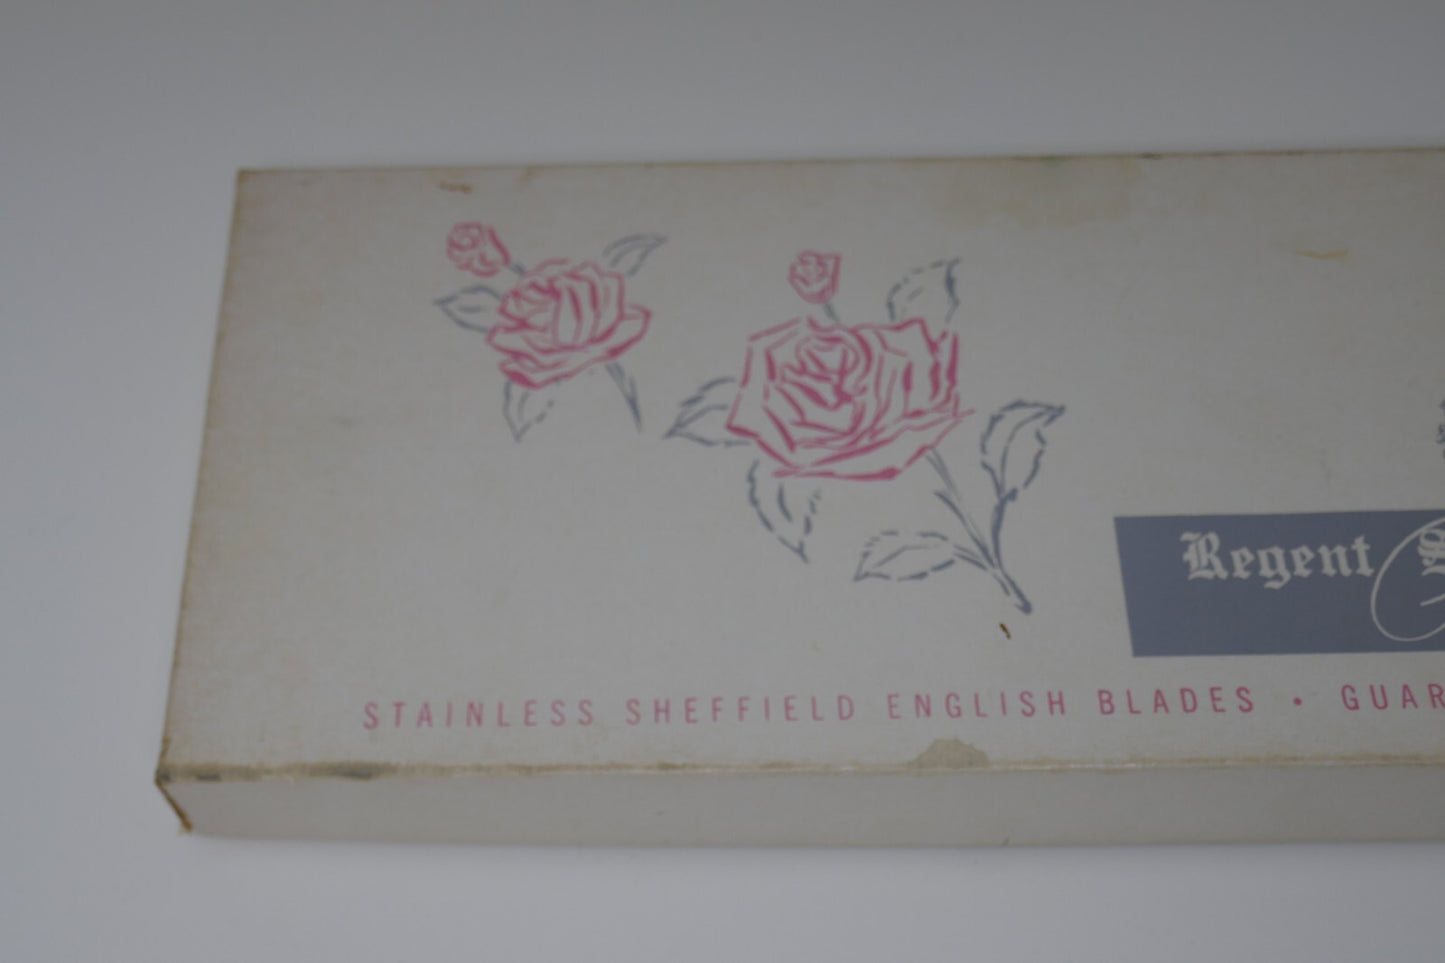 Regent
STAINLESS SHEFFIELD ENGLISH BLADES • GUAR